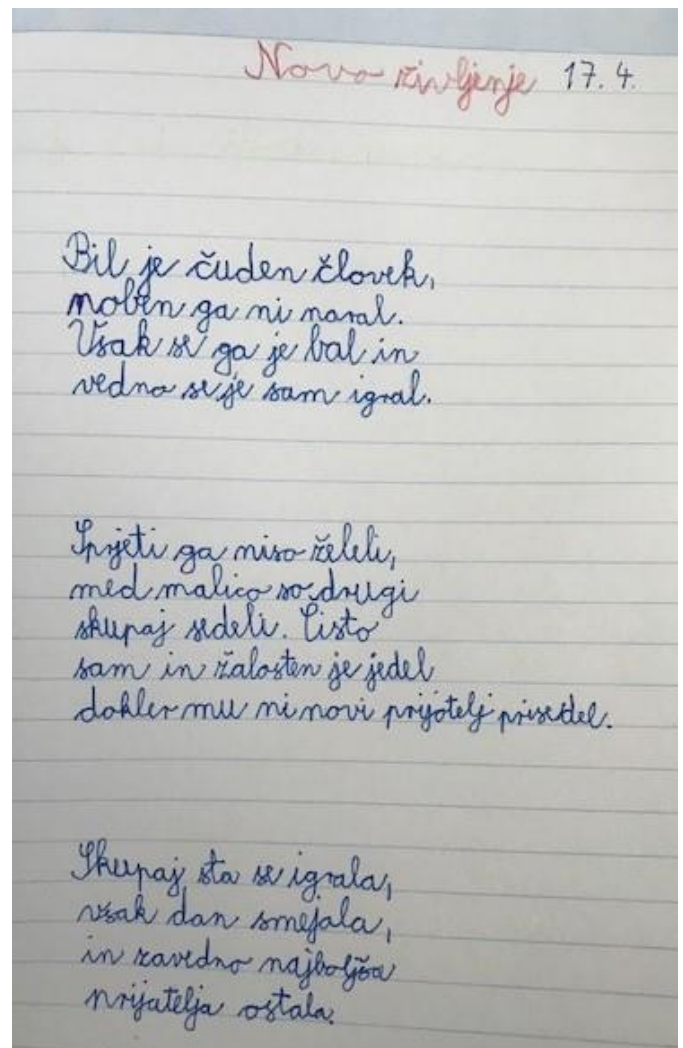 Novo življenje 17. 4.
Bil je čuden človek,
noben ga ni maral.
Vsak se ga je bal in
vedno se je sam igral.
Sprjeti ga niso želeli,
med malico so drugi
skupaj sedeli. Čisto
sam in žalosten je jedel
dokler mu ni novi prijatelj prisedel.
Skupaj sta se igrala,
vsak dan smejala,
in zavedno najboljša
prijatelja ostala.